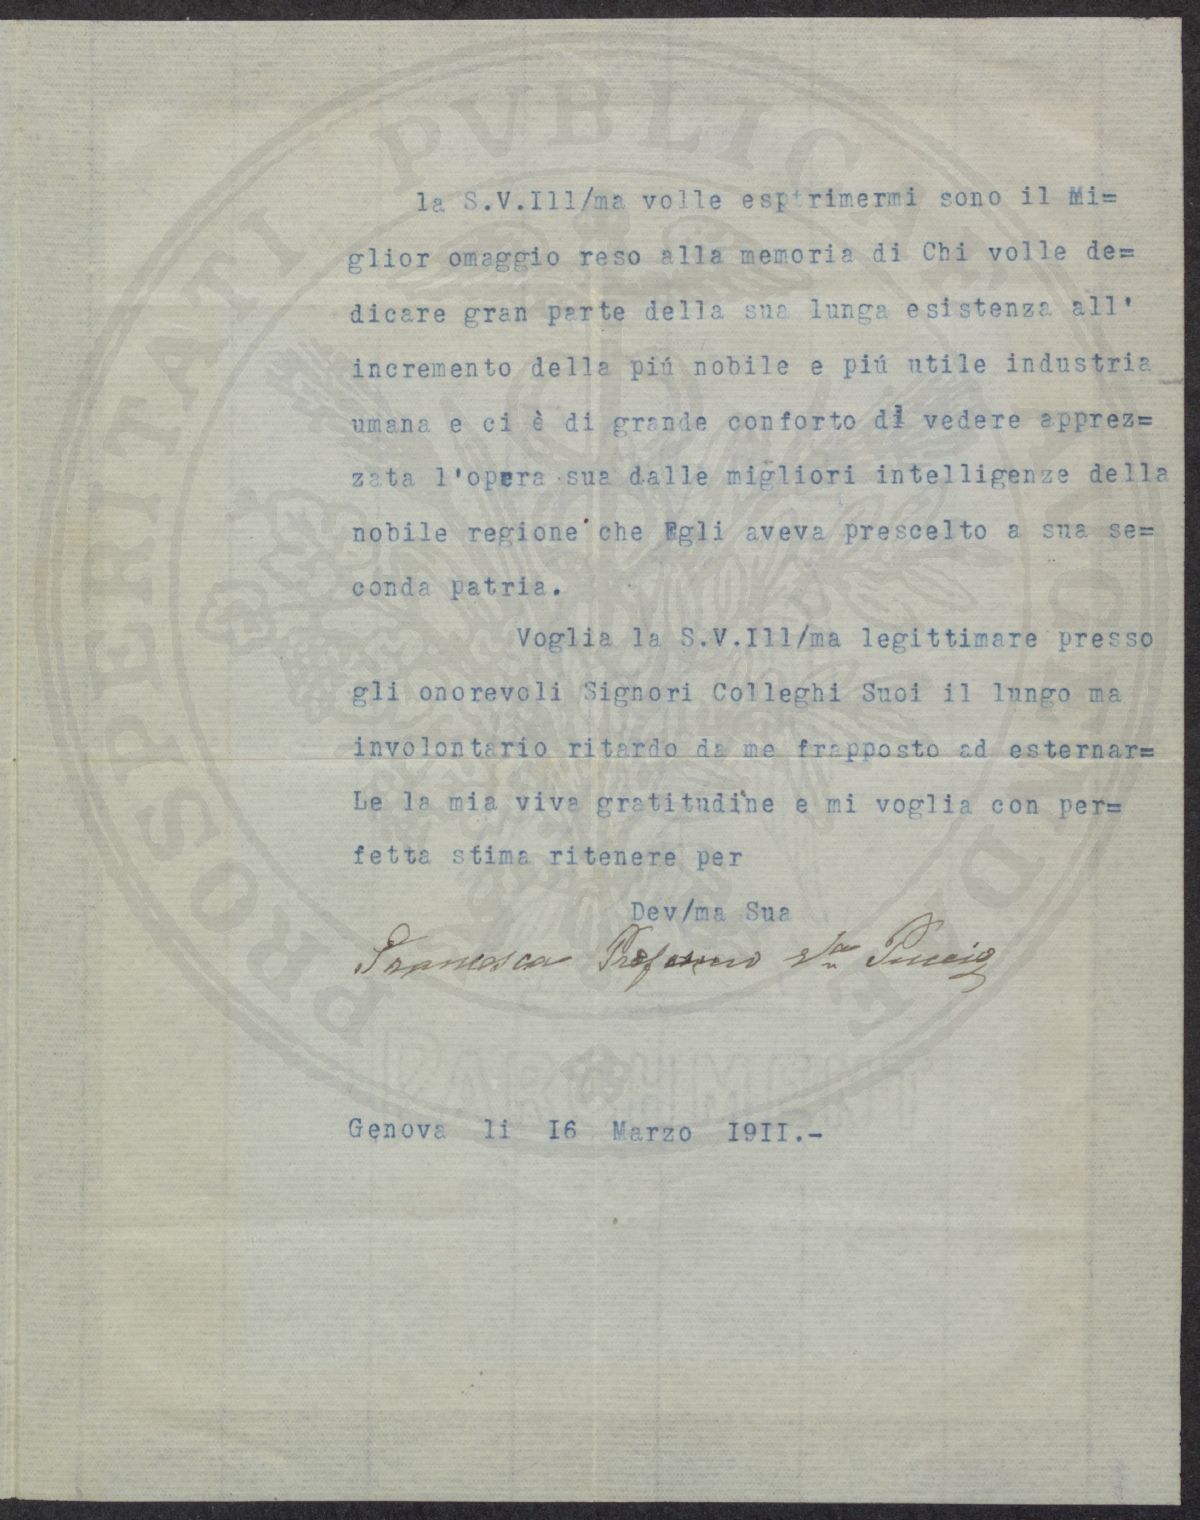 la S.V.Ill/ma volle esptrimermi sono il Mi=
glior omaggio reso alla memoria di Chi volle de=
dicare gran parte della sua lunga esistenza all'
incremento della piú nobile e piú utile industria
umana e ci è di grande conforto di vedere apprez=
zata l'opera sua dalle migliori intelligenze della
nobile regione che Egli aveva prescelto a sua se=
conda patria.
Voglia la S.V.Ill/ma legittimare presso
gli onorevoli Signori Colleghi Suoi il lungo ma
involontario ritardo da me frapposto ad esternar=
Le la mia viva gratitudine e mi voglia con per=
fetta stima ritenere per
Dev/ma Sua
Francesca
Genova li I6 Marzo I9II.-
PROSPERITATI PVBLICAE
PARCHMENT